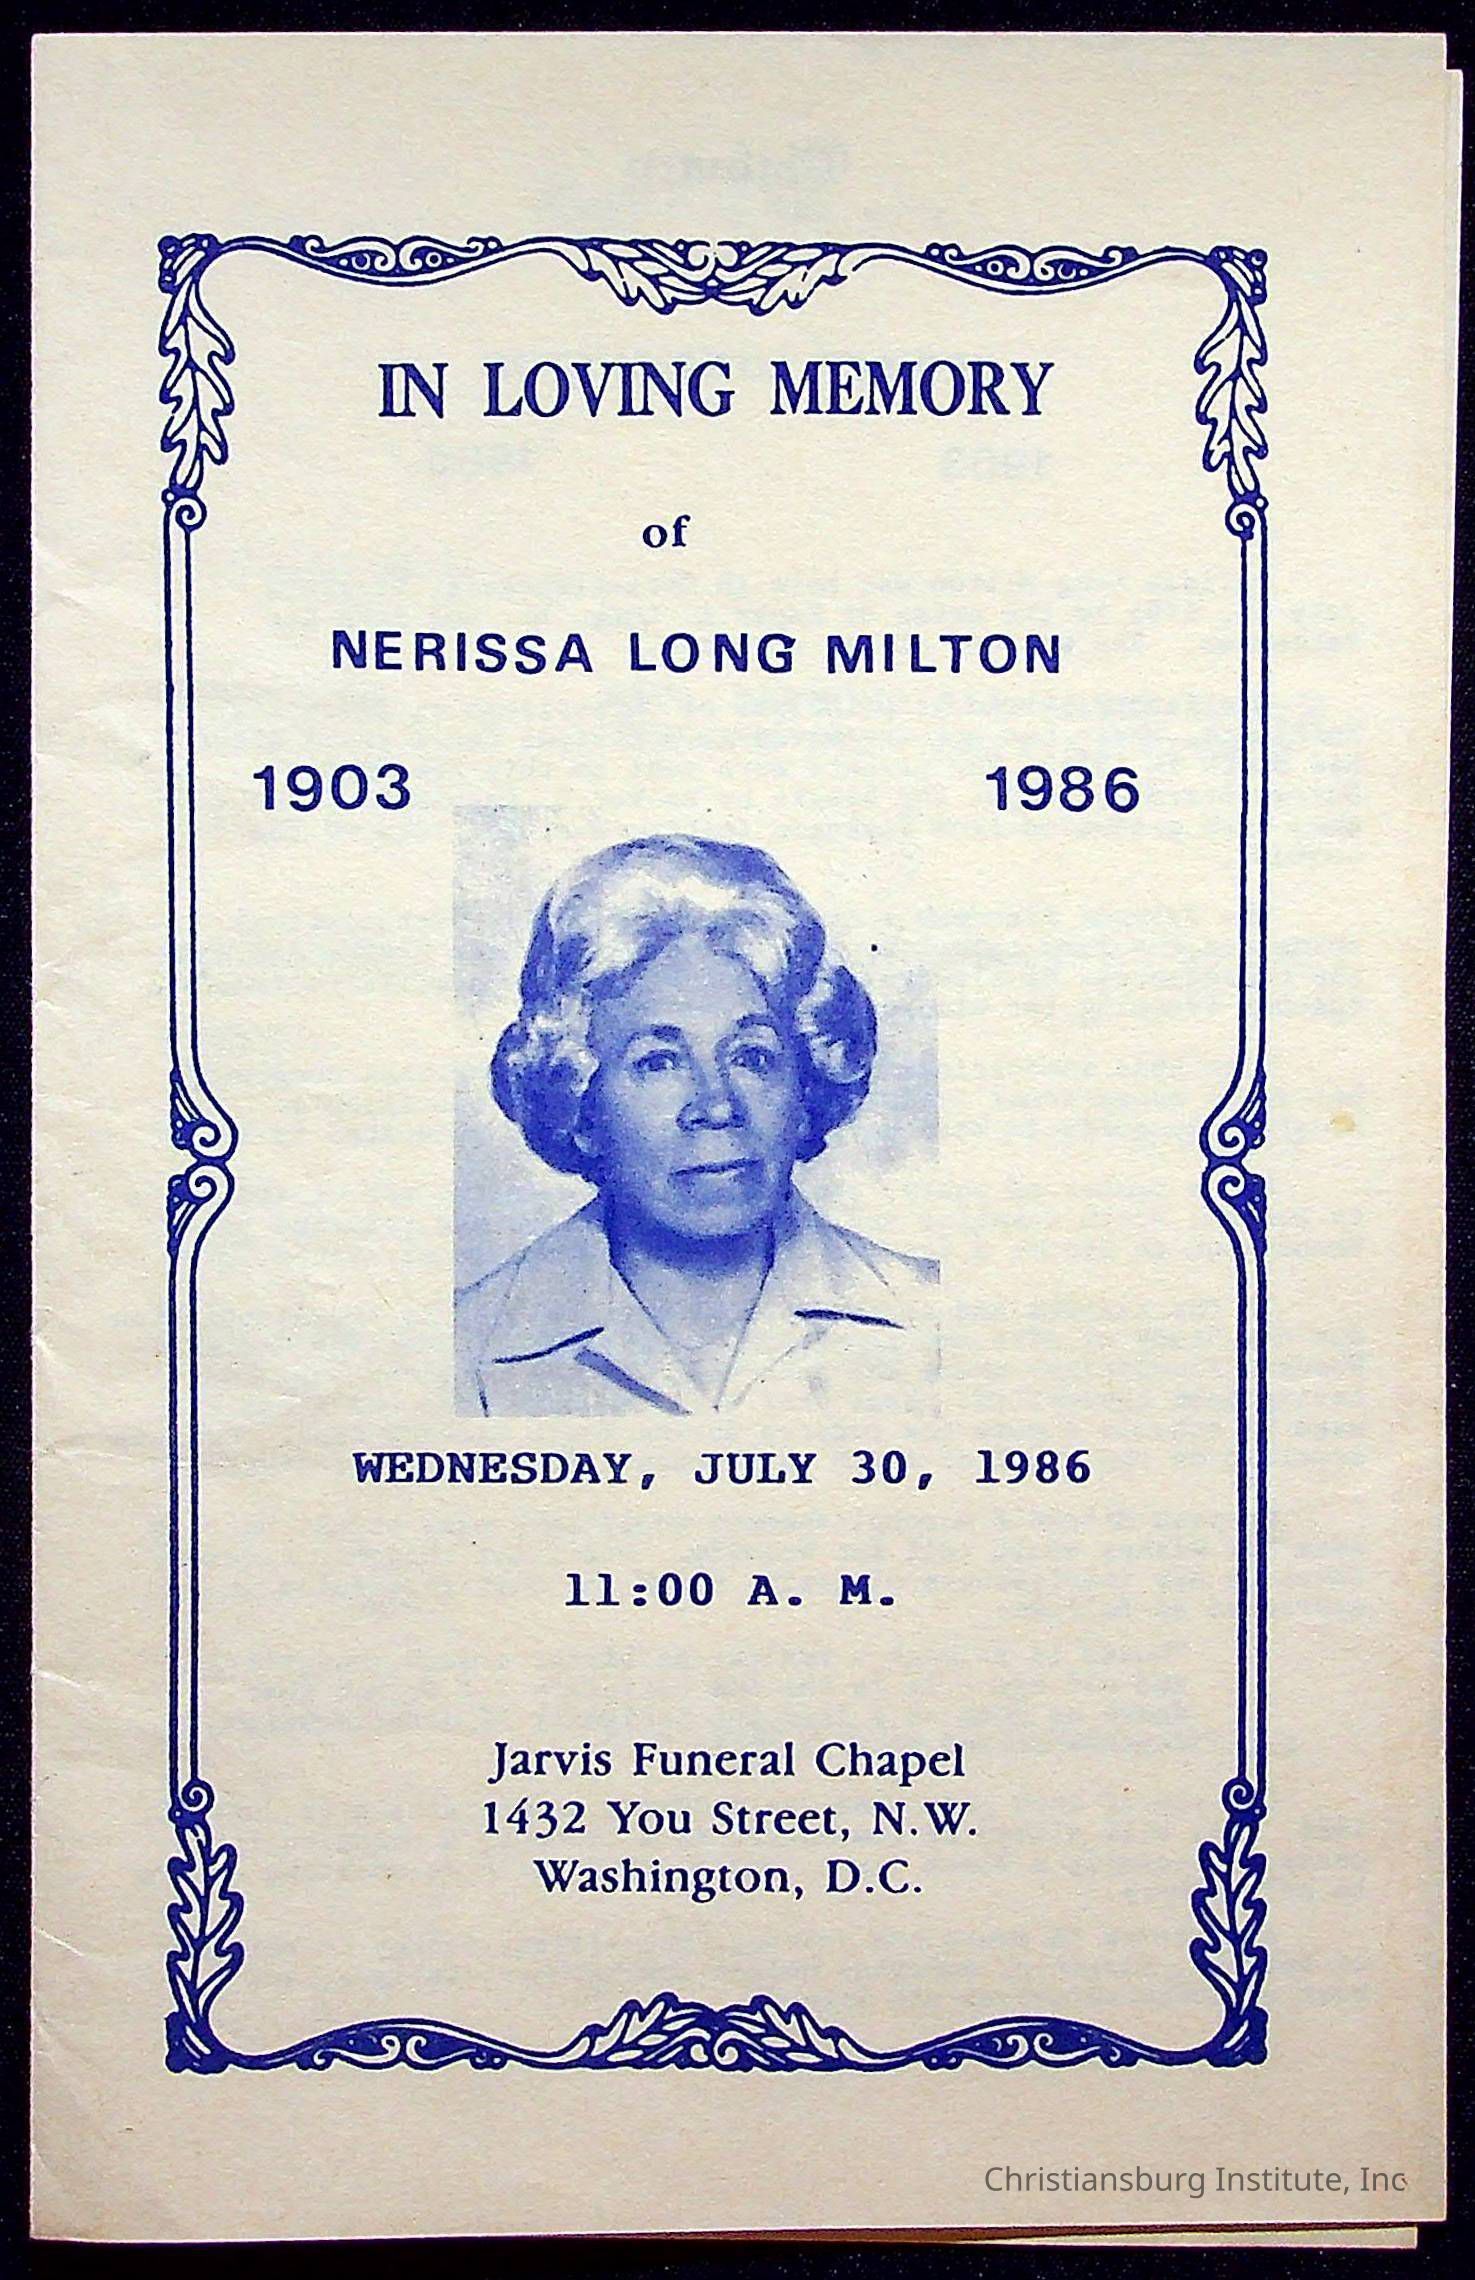 IN LOVING MEMORY
of
NERISSA LONG MILTON
1903 1986
WEDNESDAY, JULY 30, 1986
11:00 A. M.
Jarvis Funeral Chapel
1432 You Street, N.W.
Washington, D.C.
Christiansburg Institute, Inc